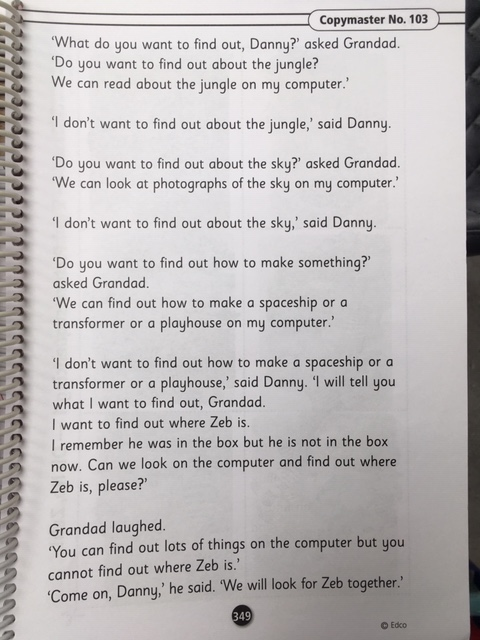 Copymaster No. 103
‘What do you want to find out, Danny?’ asked Grandad.
‘Do you want to find out about the jungle?
We can read about the jungle on my computer.’
‘I don’t want to find out about the jungle,’ said Danny.
‘Do you want to find out about the sky?’ asked Grandad.
‘We can look at photographs of the sky on my computer.’
‘I don’t want to find out about the sky,’ said Danny.
‘Do you want to find out how to make something?’
asked Grandad.
‘We can find out how to make a spaceship or a
transformer or a playhouse on my computer.’
‘I don’t want to find out how to make a spaceship or a
transformer or a playhouse,’ said Danny. ‘I will tell you
what I want to find out, Grandad.
I want to find out where Zeb is.
I remember he was in the box but he is not in the box
now. Can we look on the computer and find out where
Zeb is, please?’
Grandad laughed.
‘You can find out lots of things on the computer but you
cannot find out where Zeb is.’
‘Come on, Danny,’ he said. ‘We will look for Zeb together.’
349
© Edco